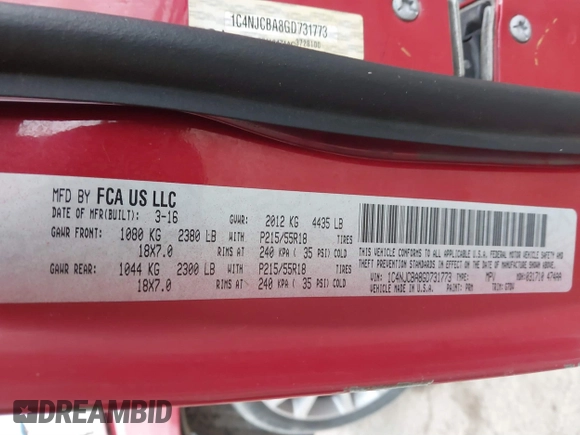 1C4NJCBA8GD731773
MFD BY FCA US LLC
DATE OF MFR(BUILT): 3-16 GVWR: 2012 KG 4435 LB
GAWR FRONT: 1080 KG 2380 LB WITH P215/55R18 TIRES
18X7.0 RIMS AT 240 KPA ( 35 PSI) COLD
GAWR REAR: 1044 KG 2300 LB WITH P215/55R18 TIRES
18X7.0 RIMS AT 240 KPA ( 35 PSI) COLD
THIS VEHICLE CONFORMS TO ALL APPLICABLE U.S.A. FEDERAL MOTOR VEHICLE SAFETY AND
THEFT PREVENTION STANDARDS IN EFFECT ON THE DATE OF MANUFACTURE SHOWN ABOVE.
VIN: 1C4NJCBA8GD731773 TYPE: MPV MDH: 031710 474AA
VEHICLE MADE IN U.S.A. PAINT: PRM TRIM:
DREAMBID